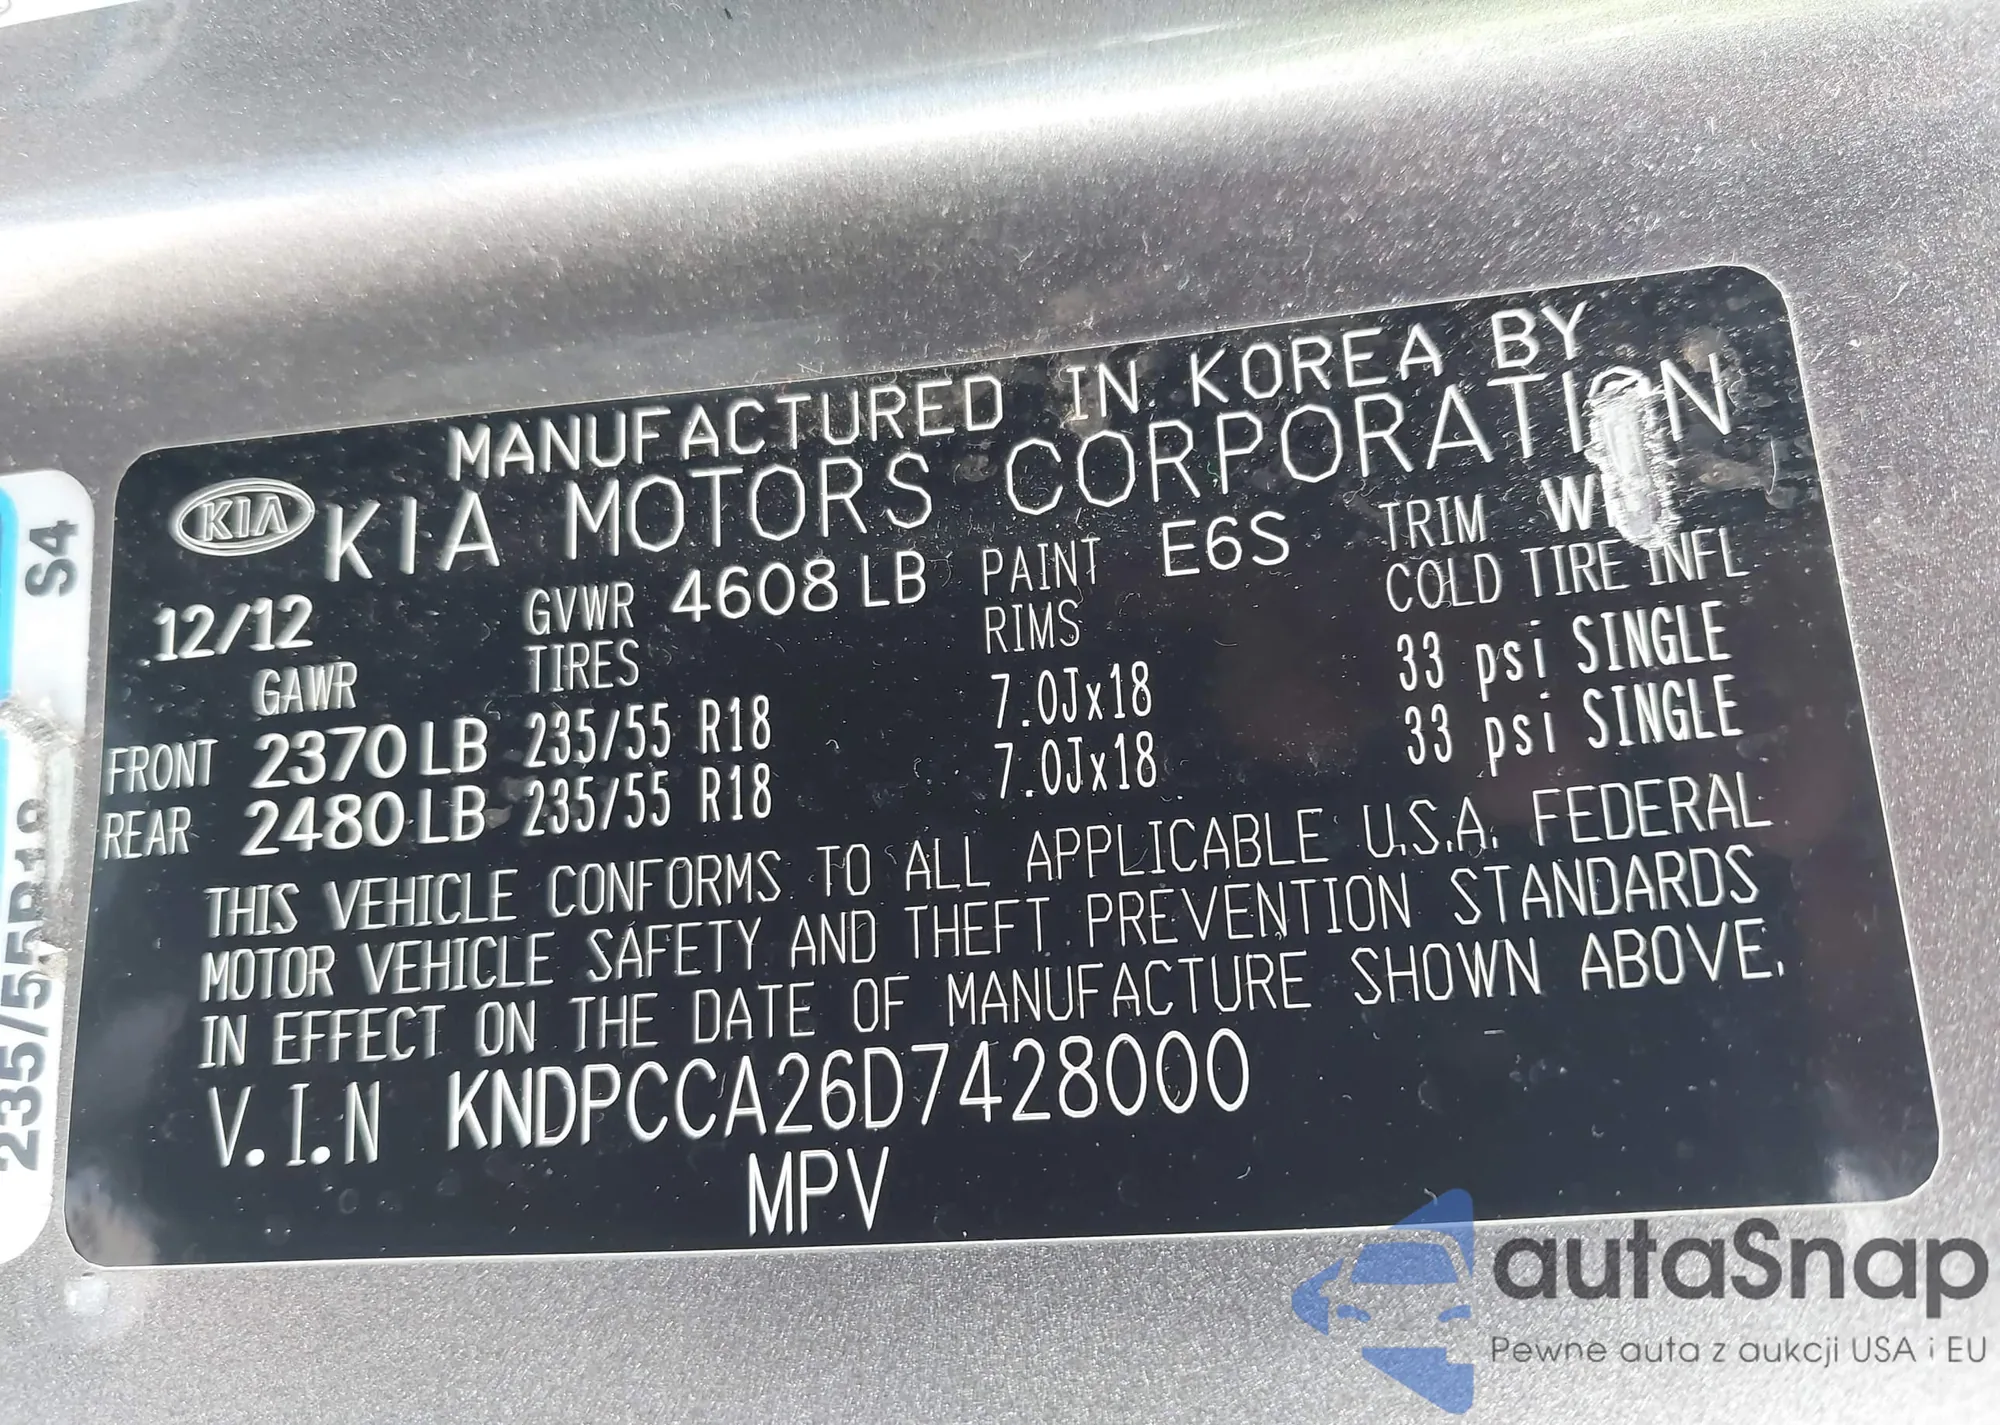 MANUFACTURED IN KOREA BY
KIA KIA MOTORS CORPORATION
12/12 GVWR 4608 LB PAINT E6S TRIM
GAWR TIRES RIMS COLD TIRE INFL
FRONT 2370 LB 235/55 R18 7.0Jx18 33 psi SINGLE
REAR 2480 LB 235/55 R18 7.0Jx18 33 psi SINGLE
THIS VEHICLE CONFORMS TO ALL APPLICABLE U.S.A. FEDERAL
MOTOR VEHICLE SAFETY AND THEFT PREVENTION STANDARDS
IN EFFECT ON THE DATE OF MANUFACTURE SHOWN ABOVE.
V.I.N KNDPCCA26D7428000
MPV
S4
235/55R18
autaSnap
Pewne auta z aukcji USA i EU